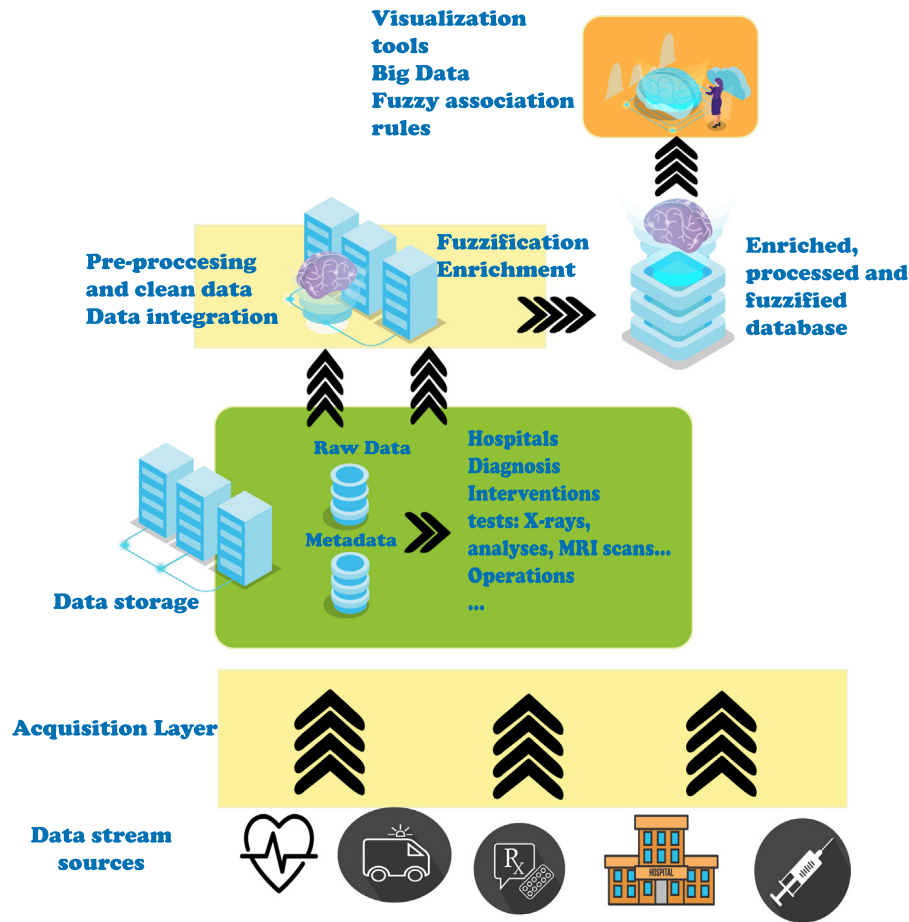 Visualization
tools
Big Data
Fuzzy association
rules
Pre-proccesing
and clean data
Data integration
Fuzzification
Enrichment
Enriched,
processed and
fuzzified
database
Raw Data
Metadata
Hospitals
Diagnosis
Interventions
tests: X-rays,
analyses, MRI scans...
Operations
...
Data storage
Acquisition Layer
Data stream
sources
Rx
HOSPITAL